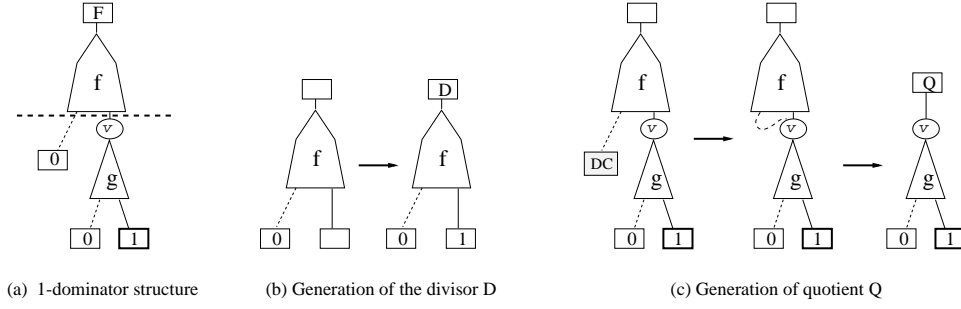 F
f
v
0
g
0 1
(a) 1-dominator structure
D
f f
0 0 1
(b) Generation of the divisor D
f f
Q
v v v
DC
g g g
0 1 0 1 0 1
(c) Generation of quotient Q